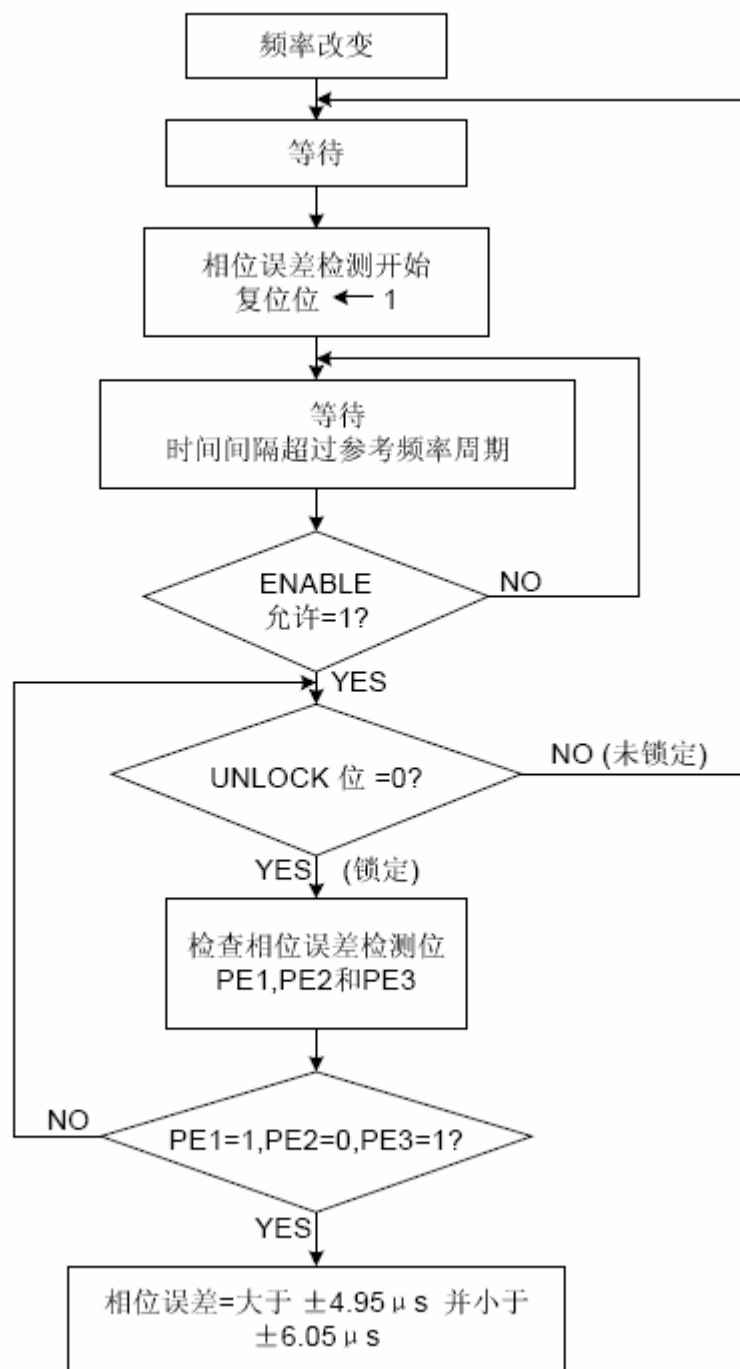 频率改变
等待
相位误差检测开始
复位位 ← 1
等待
时间间隔超过参考频率周期
ENABLE
允许=1?
NO
YES
UNLOCK 位 =0?
NO (未锁定)
YES (锁定)
检查相位误差检测位
PE1,PE2和PE3
PE1=1,PE2=0,PE3=1?
NO
YES
相位误差=大于 ±4.95μs 并小于
±6.05μs